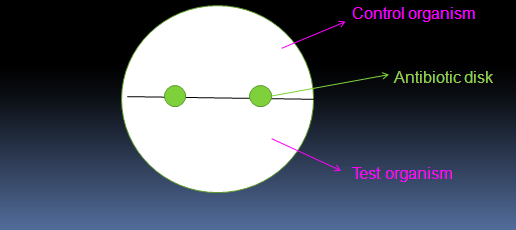 Control organism
Antibiotic disk
Test organism